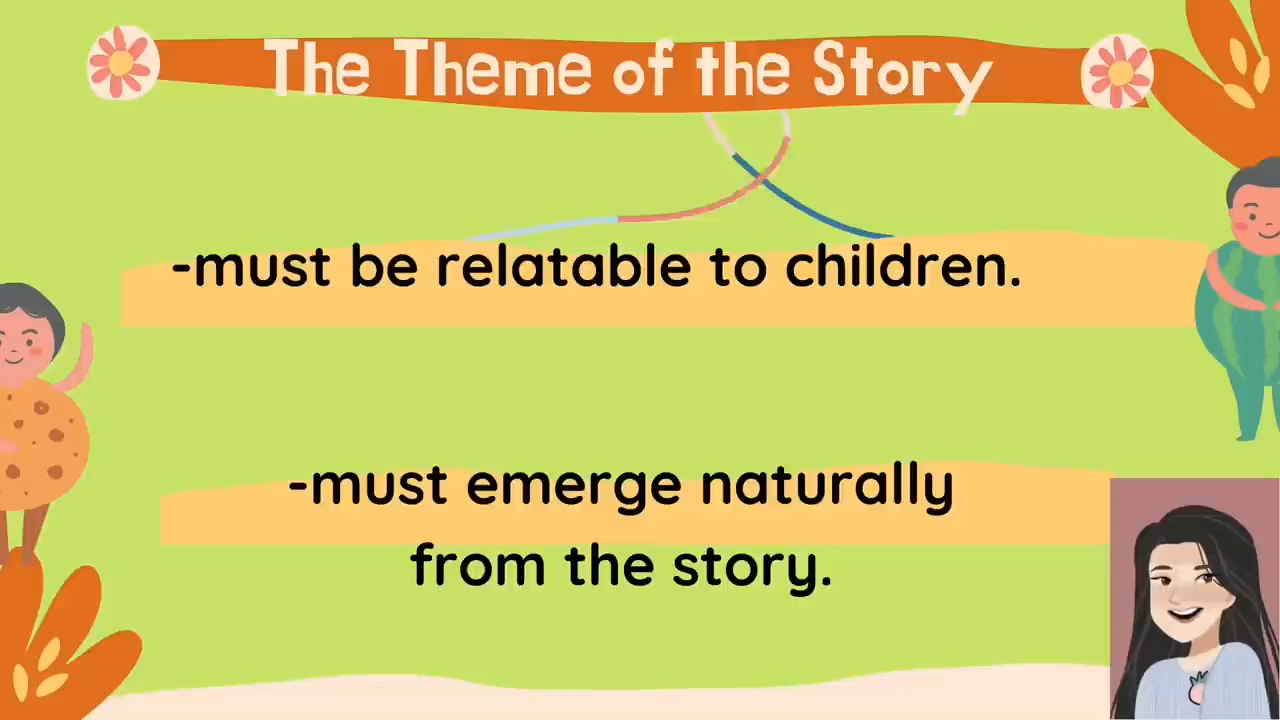 The Theme of the Story
-must be relatable to children.
-must emerge naturally
from the story.